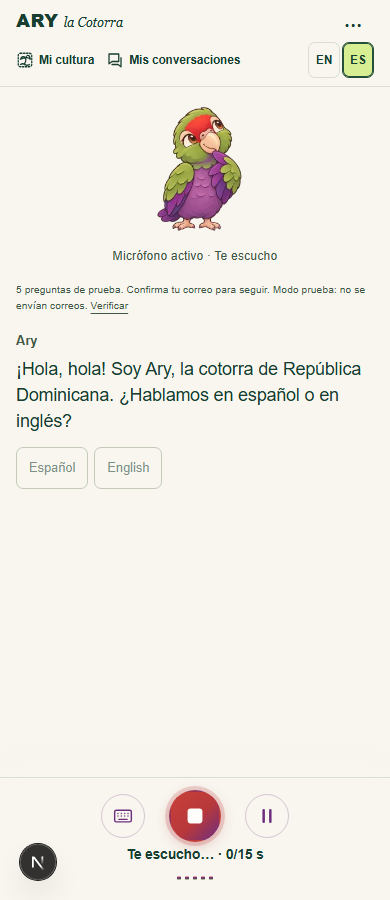 ARY la Cotorra
...
Mi cultura
Mis conversaciones
EN
ES
Micrófono activo · Te escucho
5 preguntas de prueba. Confirma tu correo para seguir. Modo prueba: no se
envían correos. Verificar
Ary
¡Hola, hola! Soy Ary, la cotorra de República
Dominicana. ¿Hablamos en español o en
inglés?
Español
English
Te escucho… · 0/15 s
N